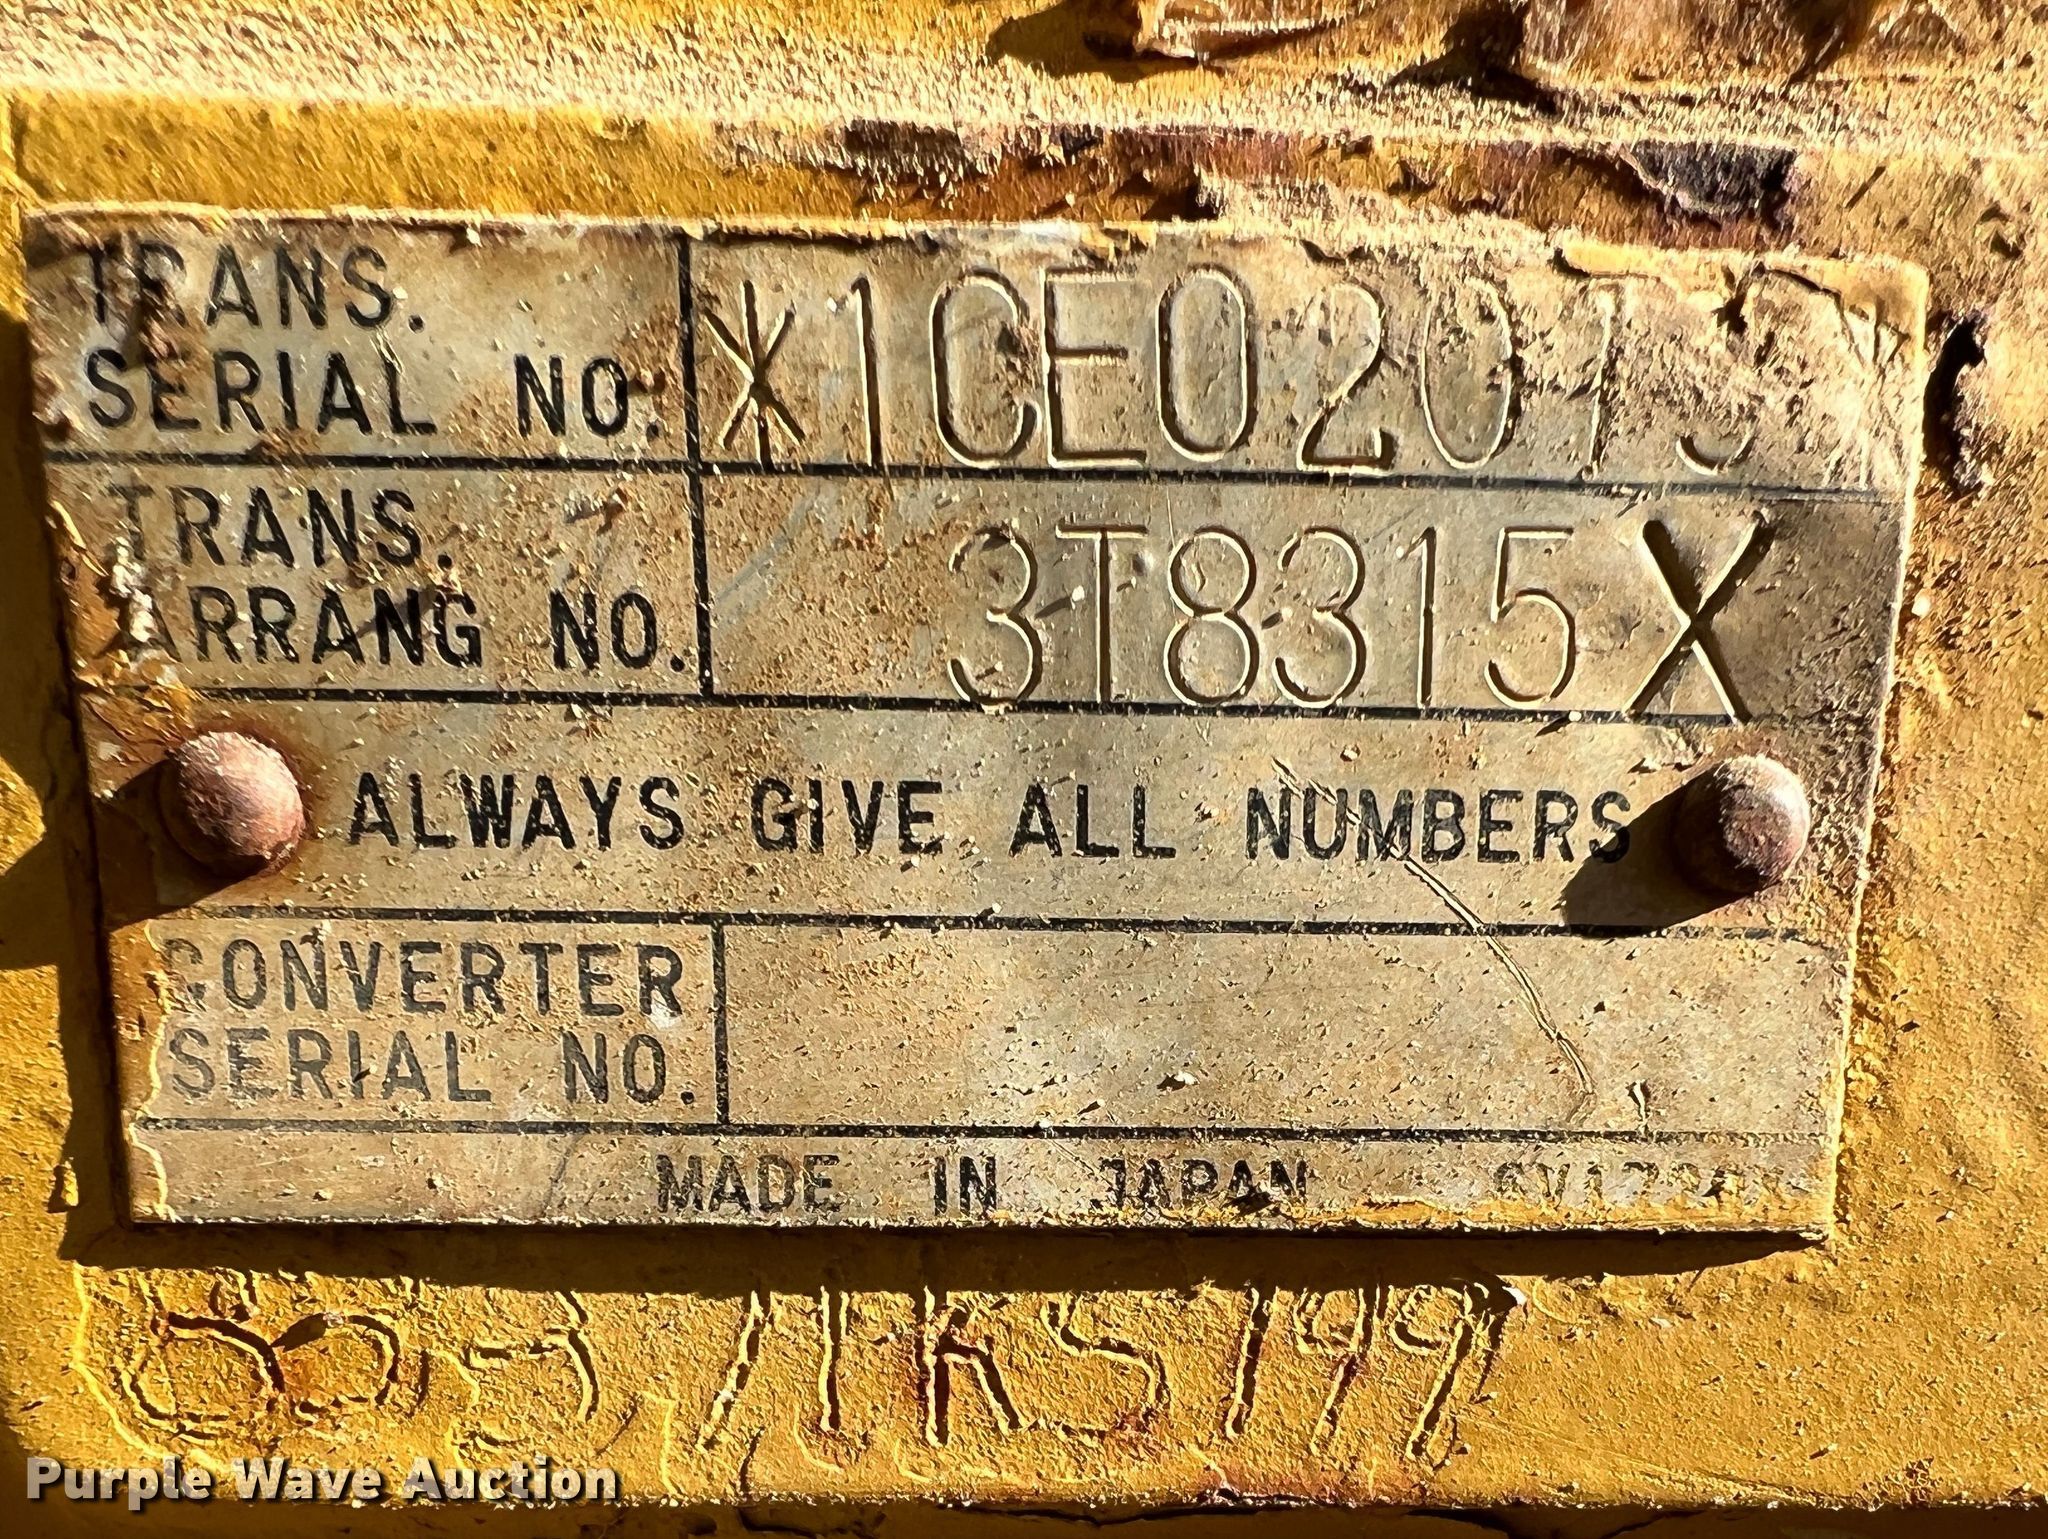 TRANS.
SERIAL NO.
*1CE0201
TRANS.
ARRANG NO.
3T8315X
ALWAYS GIVE ALL NUMBERS
CONVERTER
SERIAL NO.
MADE IN JAPAN
Purple Wave Auction